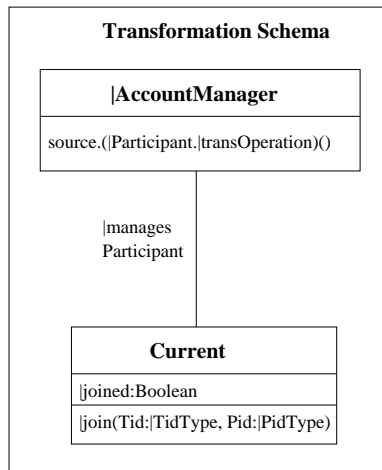 Transformation Schema
|AccountManager
source.(|Participant.|transOperation)()
|manages
Participant
Current
|joined:Boolean
|join(Tid:|TidType, Pid:|PidType)